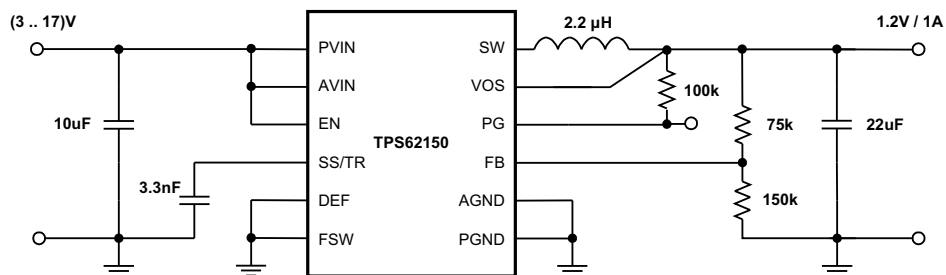 (3 .. 17)V
2.2 µH
1.2V / 1A
PVIN
SW
AVIN
VOS
100k
10uF
EN
PG
TPS62150
75k
22uF
SS/TR
FB
3.3nF
DEF
AGND
150k
FSW
PGND